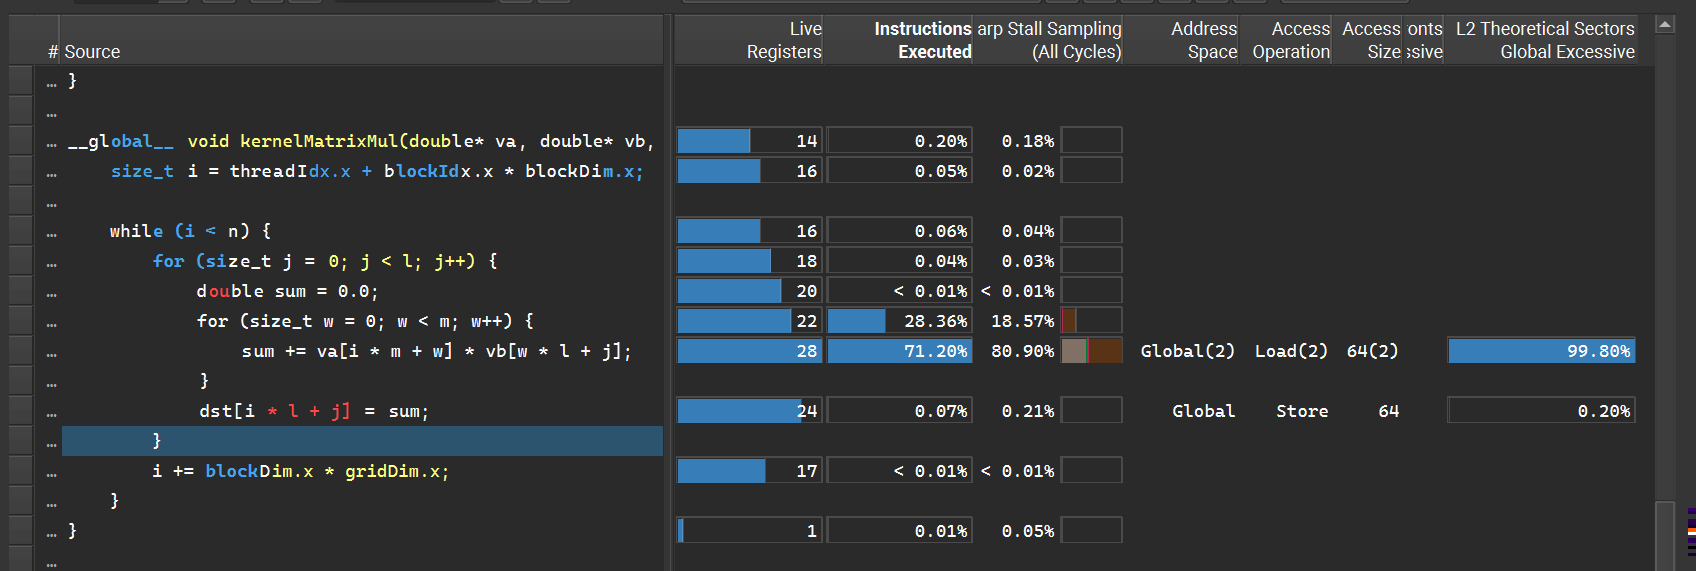 # Source Live Registers Instructions Executed arp Stall Sampling (All Cycles) Address Space Access Operation Access Size onts ssive L2 Theoretical Sectors Global Excessive
... }
...
... __global__ void kernelMatrixMul(double* va, double* vb, 14 0.20% 0.18%
... size_t i = threadIdx.x + blockIdx.x * blockDim.x; 16 0.05% 0.02%
...
... while (i < n) { 16 0.06% 0.04%
... for (size_t j = 0; j < l; j++) { 18 0.04% 0.03%
... double sum = 0.0; 20 < 0.01% < 0.01%
... for (size_t w = 0; w < m; w++) { 22 28.36% 18.57%
... sum += va[i * m + w] * vb[w * l + j]; 28 71.20% 80.90% Global(2) Load(2) 64(2) 99.80%
... }
... dst[i * l + j] = sum; 24 0.07% 0.21% Global Store 64 0.20%
... }
... i += blockDim.x * gridDim.x; 17 < 0.01% < 0.01%
... }
... } 1 0.01% 0.05%
...